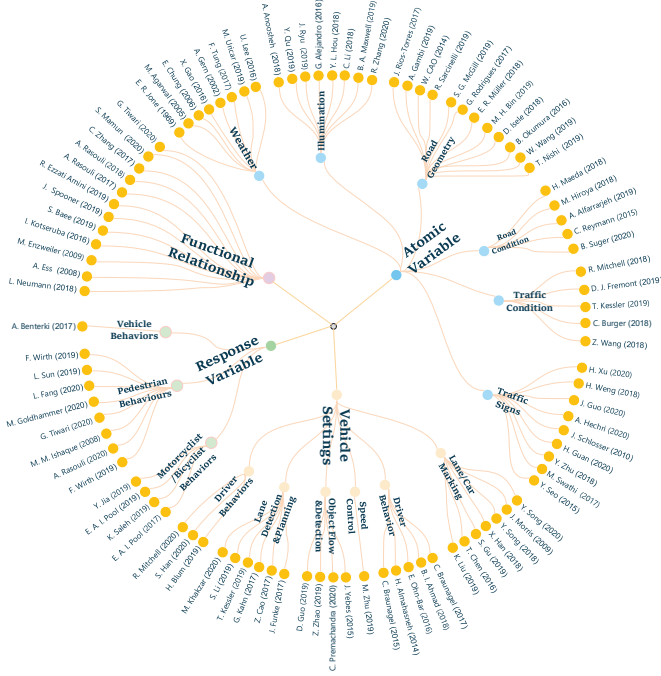 Atomic
Variable
Weather
E. R. Jone (1969)
M. Agarwal (2005)
E. Chung (2006)
X. Gao (2016)
A. Gern (2002)
F. Tung (2017)
M. Uricar (2019)
U. Lee (2016)
Illumination
A. Anoosheh (2018)
Y. Qu (2019)
J. Ryu (2019)
G. Alejandro (2016)
Y. L. Hou (2018)
C. Li (2018)
B. A. Maxwell (2019)
R. Zhang (2020)
Road
Geometry
J. Rios-Torres (2017)
A. Gambi (2019)
W. CAO (2014)
R. Sarcinelli (2019)
S. G. McGill (2019)
G. Rodrigues (2017)
E. R. Müller (2018)
M. H. Bin (2019)
D. Isele (2018)
B. Okumura (2016)
W. Wang (2019)
T. Nishi (2019)
Road
Condition
H. Maeda (2018)
M. Hiroya (2018)
A. Alfarrarjeh (2019)
C. Reymann (2015)
B. Suger (2020)
Traffic
Condition
R. Mitchell (2018)
D. J. Fremont (2019)
T. Kessler (2019)
C. Burger (2018)
Z. Wang (2018)
Traffic
Signs
H. Xu (2020)
H. Weng (2018)
J. Guo (2020)
A. Hechri (2020)
J. Schlosser (2010)
H. Guan (2020)
Y. Zhu (2018)
M. Swathi (2017)
Y. Seo (2015)
Vehicle
Settings
Lane/Car
Marking
Y. Song (2020)
J. Morris (2009)
Y. Song (2018)
X. Han (2018)
S. Gu (2019)
T. Chen (2016)
K. Liu (2019)
Driver
Behavior
C. Braunagel (2017)
B. I. Ahmad (2018)
E. Ohn-Bar (2016)
H. Almahasneh (2014)
C. Braunagel (2015)
Speed
Control
M. Zhu (2019)
Object Flow
&Detection
J. Yebes (2015)
C. Premachandra (2020)
Z. Zhao (2019)
D. Guo (2019)
Lane
Detection
&Planning
J. Funke (2017)
Z. Cao (2017)
G. Kahn (2017)
T. Kessler (2019)
S. Li (2019)
M. Khakzar (2020)
Driver
Behaviors
H. Blum (2019)
S. Han (2020)
R. Mitchell (2020)
Response
Variable
Motorcyclist
/Bicyclist
Behaviors
E. A. I. Pool (2017)
K. Saleh (2019)
E. A. I. Pool (2019)
Y. Jia (2019)
Pedestrian
Behaviours
F. Wirth (2019)
A. Rasouli (2020)
M. M. Ishaque (2008)
G. Tiwari (2020)
M. Goldhammer (2020)
L. Fang (2020)
L. Sun (2019)
F. Wirth (2019)
Vehicle
Behaviors
A. Benterki (2017)
Functional
Relationship
L. Neumann (2018)
A. Ess (2008)
M. Enzweiler (2009)
I. Kotseruba (2016)
S. Baee (2019)
J. Spooner (2019)
R. Ezzati Amini (2019)
A. Rasouli (2017)
A. Rasouli (2018)
C. Zhang (2017)
S. Mamun (2020)
G. Tiwari (2020)